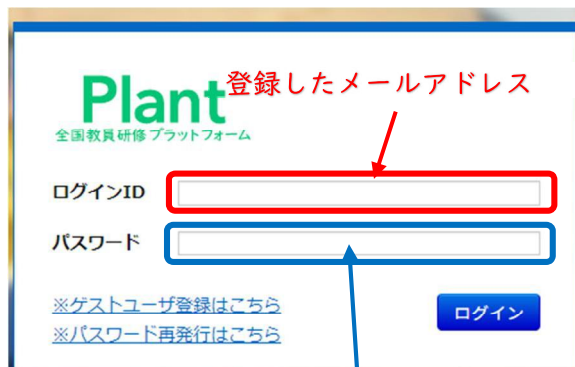 Plant
登録したメールアドレス
全国教員研修プラットフォーム
ログインID
パスワード
※ゲストユーザ登録はこちら
ログイン
※パスワード再発行はこちら